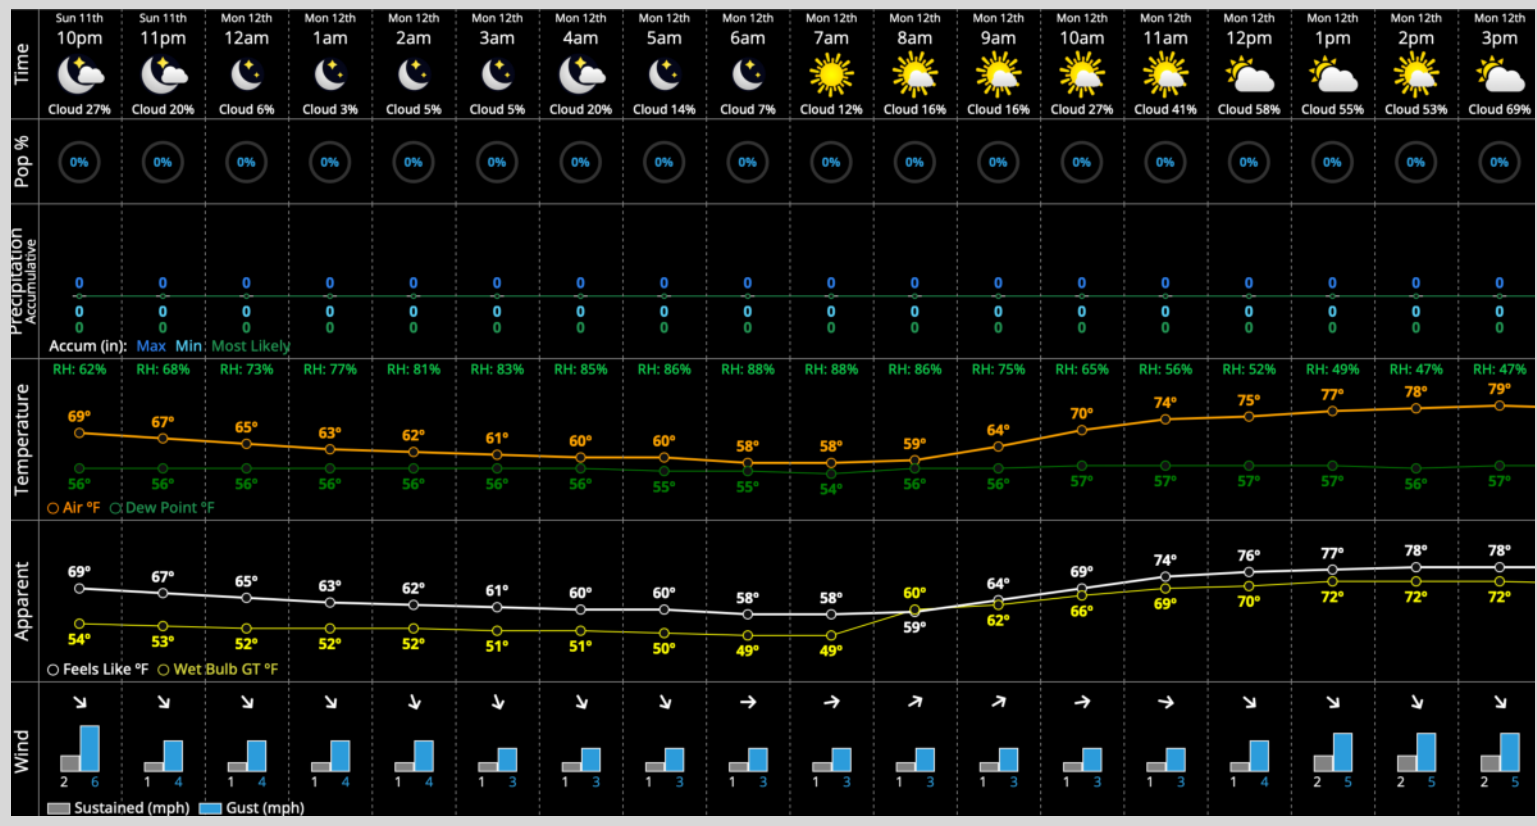 Sun 11th Sun 11th Mon 12th Mon 12th Mon 12th Mon 12th Mon 12th Mon 12th Mon 12th Mon 12th Mon 12th Mon 12th Mon 12th Mon 12th Mon 12th Mon 12th Mon 12th Mon 12th
Time 10pm 11pm 12am 1am 2am 3am 4am 5am 6am 7am 8am 9am 10am 11am 12pm 1pm 2pm 3pm
Cloud 27% Cloud 20% Cloud 6% Cloud 3% Cloud 5% Cloud 5% Cloud 20% Cloud 14% Cloud 7% Cloud 12% Cloud 16% Cloud 16% Cloud 27% Cloud 41% Cloud 58% Cloud 55% Cloud 53% Cloud 69%
Pop % 0% 0% 0% 0% 0% 0% 0% 0% 0% 0% 0% 0% 0% 0% 0% 0% 0% 0%
Precipitation
Accumulative
0 0 0 0 0 0 0 0 0 0 0 0 0 0 0 0 0 0
0 0 0 0 0 0 0 0 0 0 0 0 0 0 0 0 0 0
0 0 0 0 0 0 0 0 0 0 0 0 0 0 0 0 0 0
Accum (in): Max Min Most Likely
RH: 62% RH: 68% RH: 73% RH: 77% RH: 81% RH: 83% RH: 85% RH: 86% RH: 88% RH: 88% RH: 86% RH: 75% RH: 65% RH: 56% RH: 52% RH: 49% RH: 47% RH: 47%
Temperature
69° 67° 65° 63° 62° 61° 60° 60° 58° 58° 59° 64° 70° 74° 75° 77° 78° 79°
56° 56° 56° 56° 56° 56° 56° 55° 55° 54° 56° 56° 57° 57° 57° 57° 56° 57°
Air °F Dew Point °F
Apparent
69° 67° 65° 63° 62° 61° 60° 60° 58° 58° 59° 64° 69° 74° 76° 77° 78° 78°
54° 53° 52° 52° 52° 51° 51° 50° 49° 49° 60° 62° 66° 69° 70° 72° 72° 72°
Feels Like °F Wet Bulb GT °F
Wind
2 6 1 4 1 4 1 4 1 4 1 3 1 3 1 3 1 3 1 3 1 3 1 3 1 3 1 3 1 4 2 5 2 5 2 5
Sustained (mph) Gust (mph)